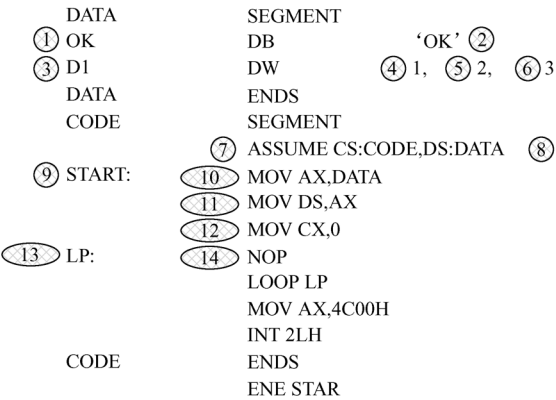 DATA SEGMENT
① OK DB ‘OK’ ②
③ D1 DW ④ 1, ⑤ 2, ⑥ 3
DATA ENDS
CODE SEGMENT
⑦ ASSUME CS:CODE,DS:DATA ⑧
⑨ START: 10 MOV AX,DATA
11 MOV DS,AX
12 MOV CX,0
13 LP: 14 NOP
LOOP LP
MOV AX,4C00H
INT 2LH
CODE ENDS
ENE STAR